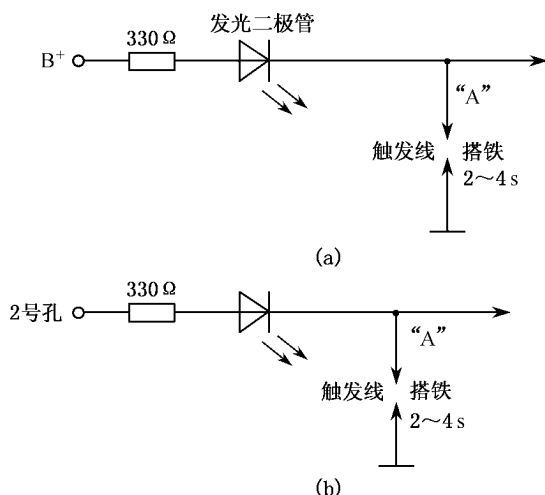 发光二极管
330 Ω
B⁺
“A”
触发线 搭铁
2～4 s
(a)
330 Ω
2号孔
“A”
触发线 搭铁
2～4 s
(b)